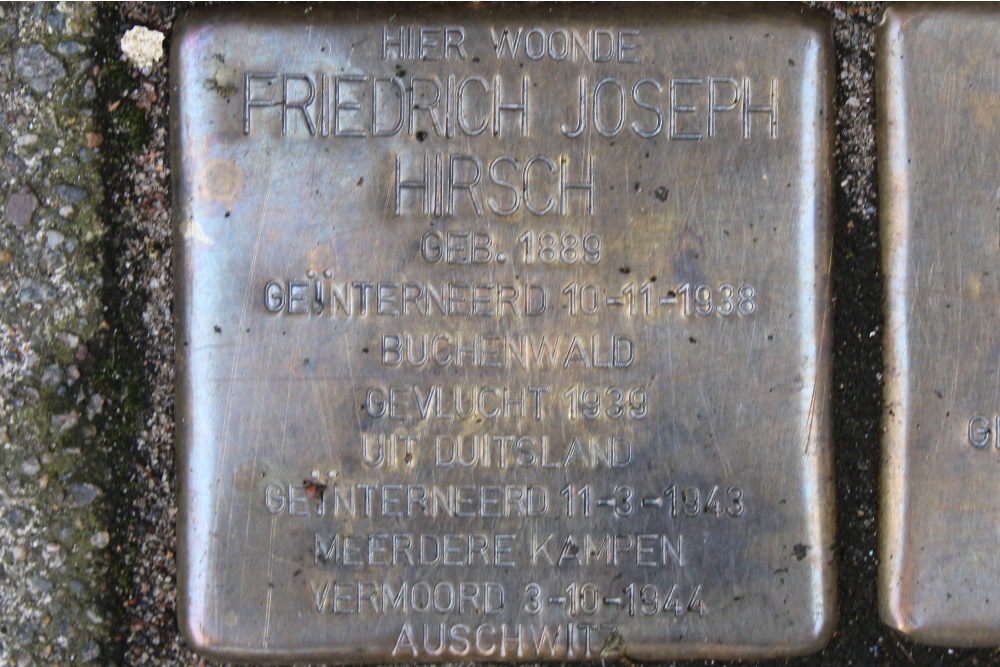 HIER WOONDE
FRIEDRICH JOSEPH
HIRSCH
GEB. 1889
GEÏNTERNEERD 10-11-1938
BUCHENWALD
GEVLUCHT 1939
UIT DUITSLAND
GEÏNTERNEERD 11-3-1943
MEERDERE KAMPEN
VERMOORD 3-10-1944
AUSCHWITZ